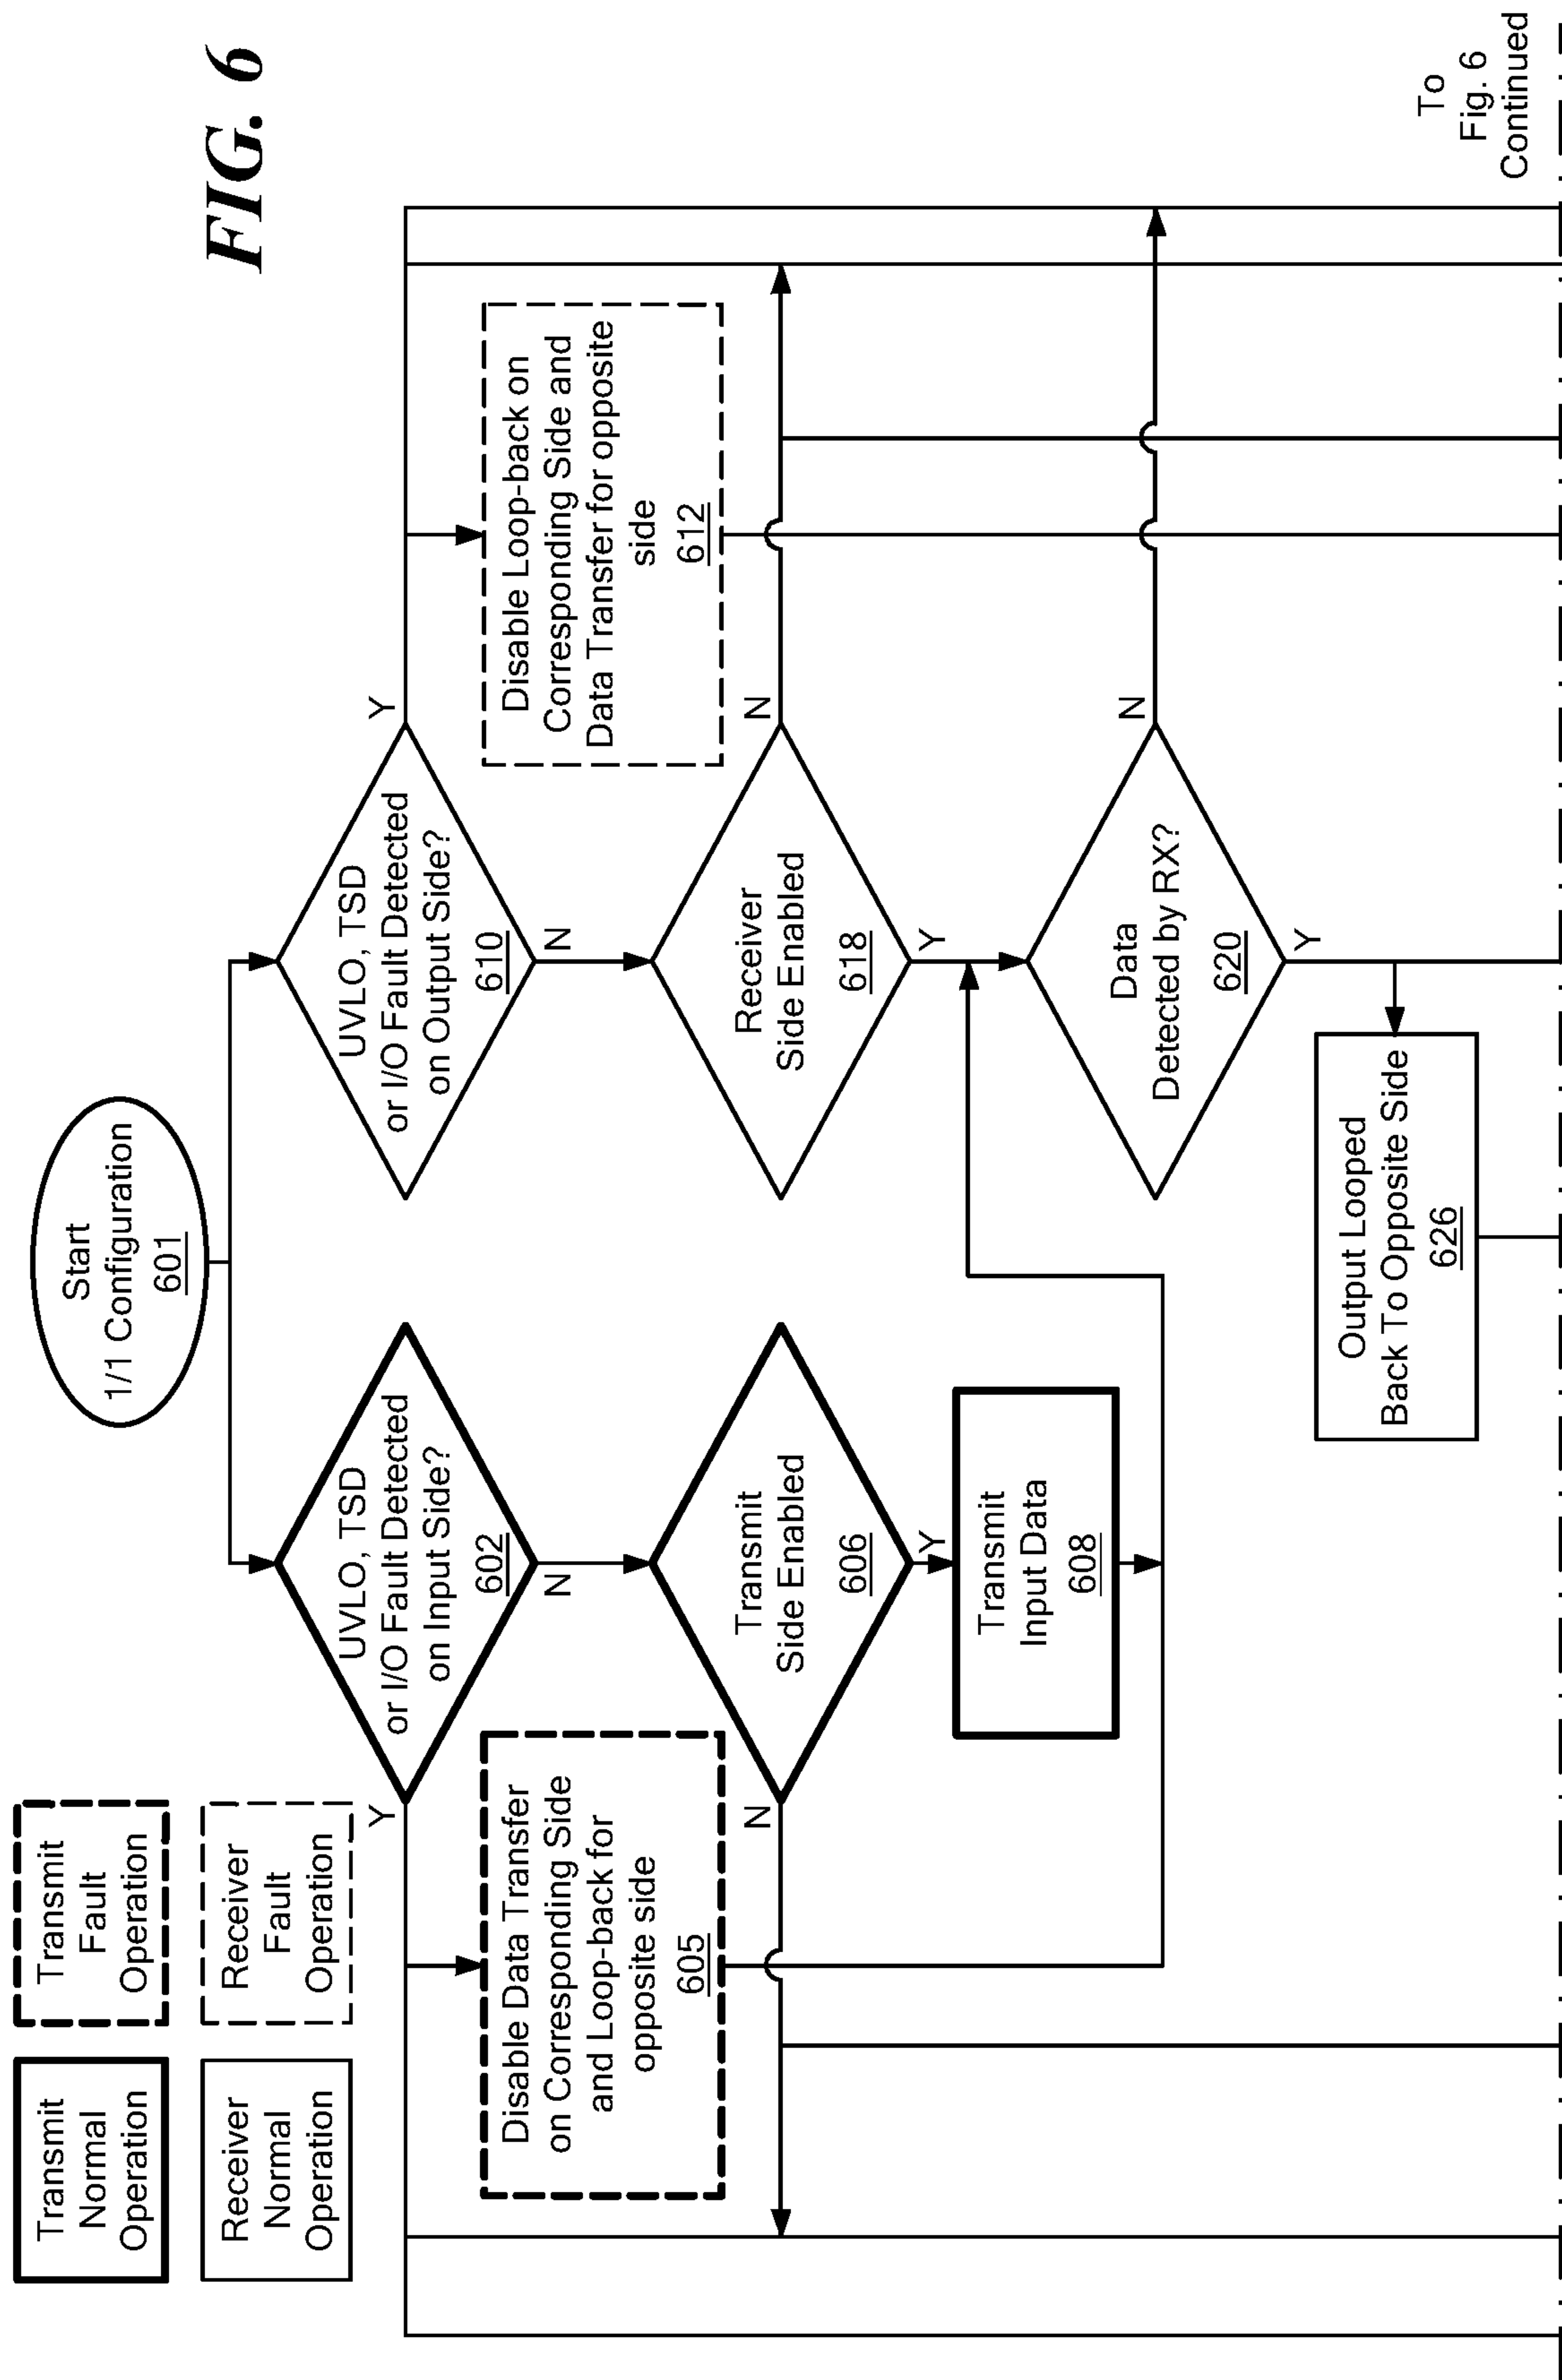 FIG. 6
Transmit
Normal
Operation
Transmit
Fault
Operation
Receiver
Normal
Operation
Receiver
Fault
Operation
Start
1/1 Configuration
601
Y
UVLO, TSD
or I/O Fault Detected
on Input Side?
602
N
UVLO, TSD
or I/O Fault Detected
on Output Side?
610
Y
N
Disable Data Transfer
on Corresponding Side
and Loop-back for
opposite side
605
Disable Loop-back on
Corresponding Side and
Data Transfer for opposite
side
612
N
Transmit
Side Enabled
606
Y
Receiver
Side Enabled
618
N
Y
Transmit
Input Data
608
Data
Detected by RX?
620
N
Y
Output Looped
Back To Opposite Side
626
To
Fig. 6
Continued